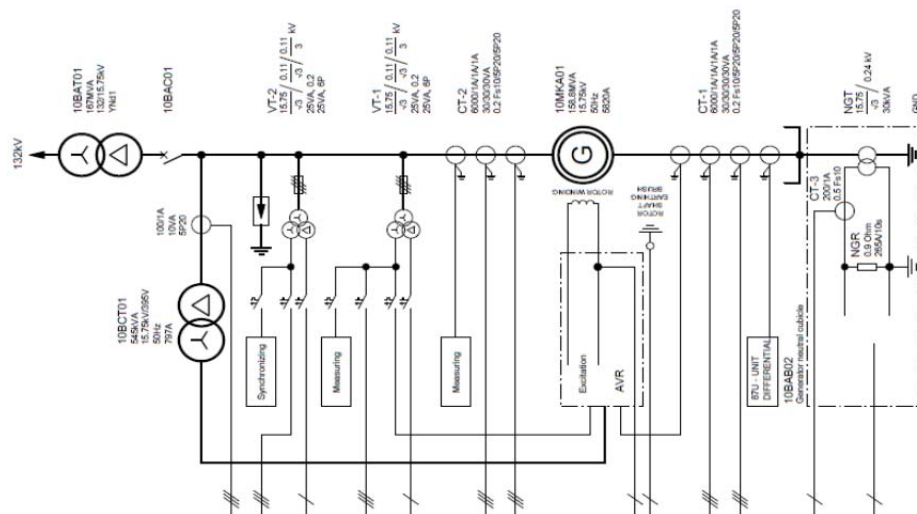 132kV
10BAT01
167MVA
132/15.75kV
YNd1
10BAC01
100/1A
10VA
5P20
10BCT01
545kVA
15.75kV/395V
50Hz
797A
VT-2
15.75 / 0.11 / 0.11 kV
√3 √3 3
25VA, 0.2
25VA, 6P
Synchronizing
VT-1
15.75 / 0.11 / 0.11 kV
√3 √3 3
25VA, 0.2
25VA, 6P
Measuring
CT-2
6000/1A/1A/1A
30/30/30VA
0.2 Fs10/5P20/5P20
Measuring
10MKA01
158.8MVA
15.75kV
50Hz
5820A
G
ROTOR WINDING
ROTOR
SHAFT
EARTHING
BRUSH
Excitation
AVR
CT-1
6000/1A/1A/1A/1A
30/30/30/30VA
0.2 Fs10/5P20/5P20/5P20
87U - UNIT
DIFFERENTIAL
10BAB02
Generator neutral cubicle
NGT
15.75 / 0.24 kV
√3
30kVA
CT-3
200/1A
0.5 Fs10
NGR
0.9 Ohm
265A/10s
GND